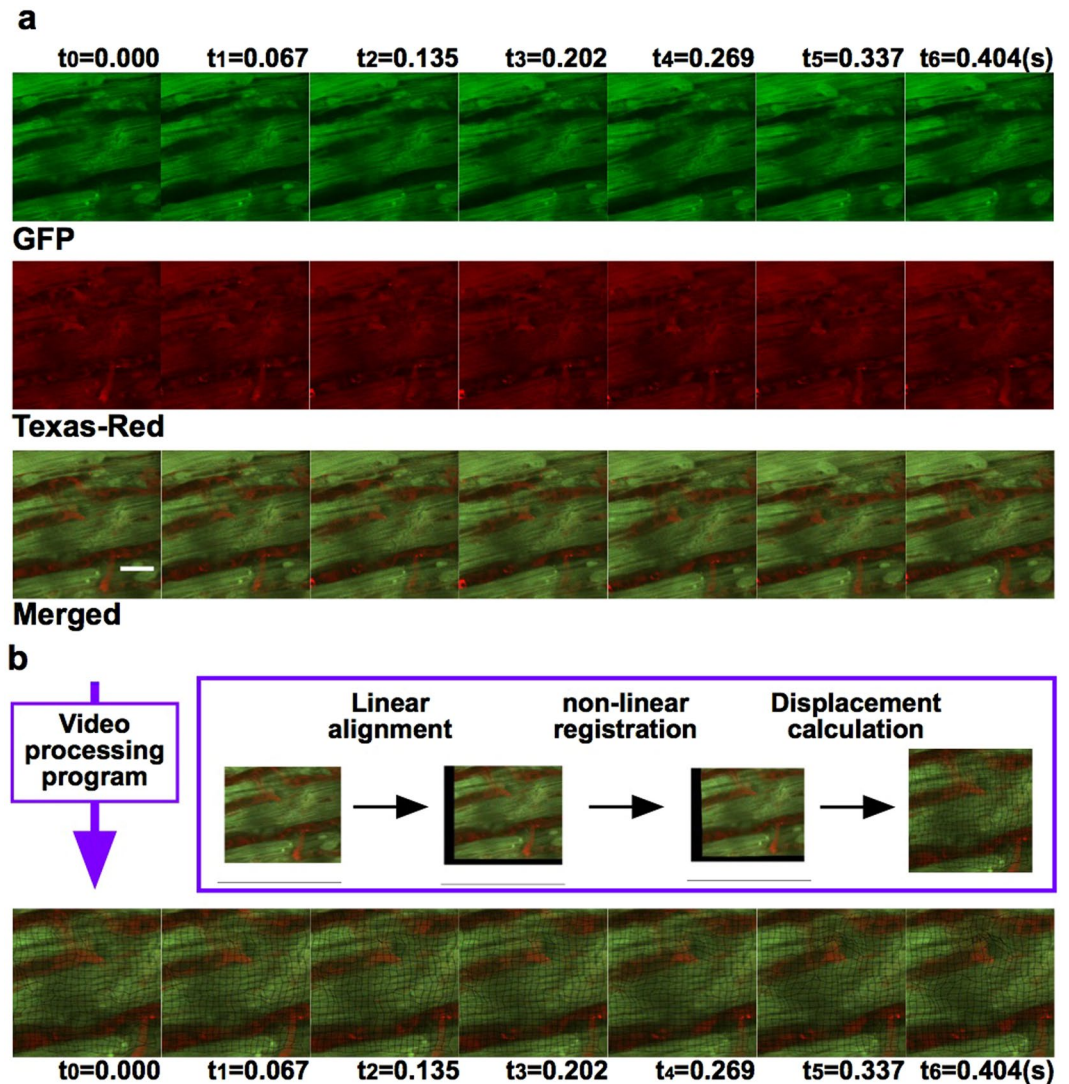 a
t0=0.000 t1=0.067 t2=0.135 t3=0.202 t4=0.269 t5=0.337 t6=0.404(s)
GFP
Texas-Red
Merged
b
Video
processing
program
Linear
alignment
non-linear
registration
Displacement
calculation
t0=0.000 t1=0.067 t2=0.135 t3=0.202 t4=0.269 t5=0.337 t6=0.404(s)